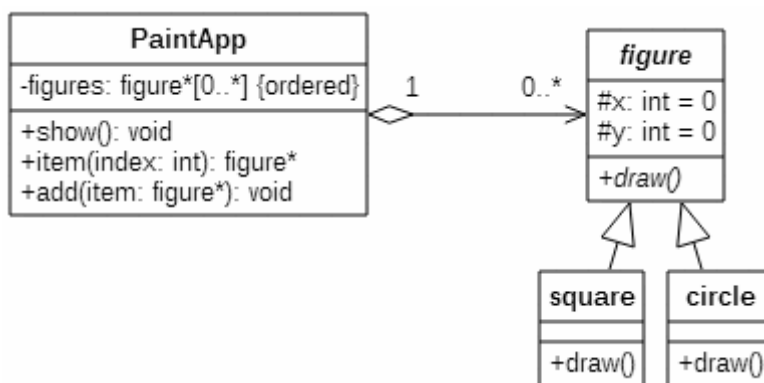 PaintApp
-figures: figure*[0..*] {ordered}
+show(): void
+item(index: int): figure*
+add(item: figure*): void
1
0..*
figure
#x: int = 0
#y: int = 0
+draw()
square
+draw()
circle
+draw()